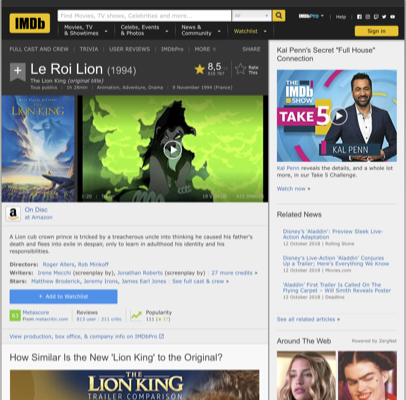 IMDb
Find Movies, TV shows, Celebrities and more...
All
IMDbPro
Help
Movies, TV & Showtimes
Celebs, Events & Photos
News & Community
Watchlist
Sign in
FULL CAST AND CREW | TRIVIA | USER REVIEWS | IMDbPro | MORE
SHARE
Le Roi Lion (1994)
The Lion King (original title)
Tous publics | 1h 28min | Animation, Adventure, Drama | 9 November 1994 (France)
8,5
Rate This
LION KING
On Disc
at Amazon
A Lion cub crown prince is tricked by a treacherous uncle into thinking he caused his father's
death and flees into exile in despair, only to learn in adulthood his identity and his
responsibilities.
Directors: Roger Allers, Rob Minkoff
Writers: Irene Mecchi (screenplay by), Jonathan Roberts (screenplay by) | 27 more credits »
Stars: Matthew Broderick, Jeremy Irons, James Earl Jones | See full cast & crew »
+ Add to Watchlist
83
Metascore
From metacritic.com
Reviews
813 user | 211 critic
Popularity
View production, box office, & company info on IMDbPro
How Similar Is the New 'Lion King' to the Original?
THE LION KING
TRAILER COMPARISON
Kal Penn's Secret "Full House"
Connection
THE IMDb SHOW
TAKE 5
KAL PENN
Kal Penn reveals the details, and a whole lot
more, in our Take 5 Challenge.
Watch now »
Related News
Disney's 'Aladdin': Preview Sleek Live-
Action Adaptation
12 October 2018 | Rolling Stone
Disney's Live-Action 'Aladdin' Conjures
Up a Trailer; Here's Everything We Know
12 October 2018 | Movies.com
'Aladdin' First Trailer Is Called On The
Flying Carpet – Will Smith Reveals Poster
12 October 2018 | Deadline
See all related articles »
Around The Web
Powered by ZergNet